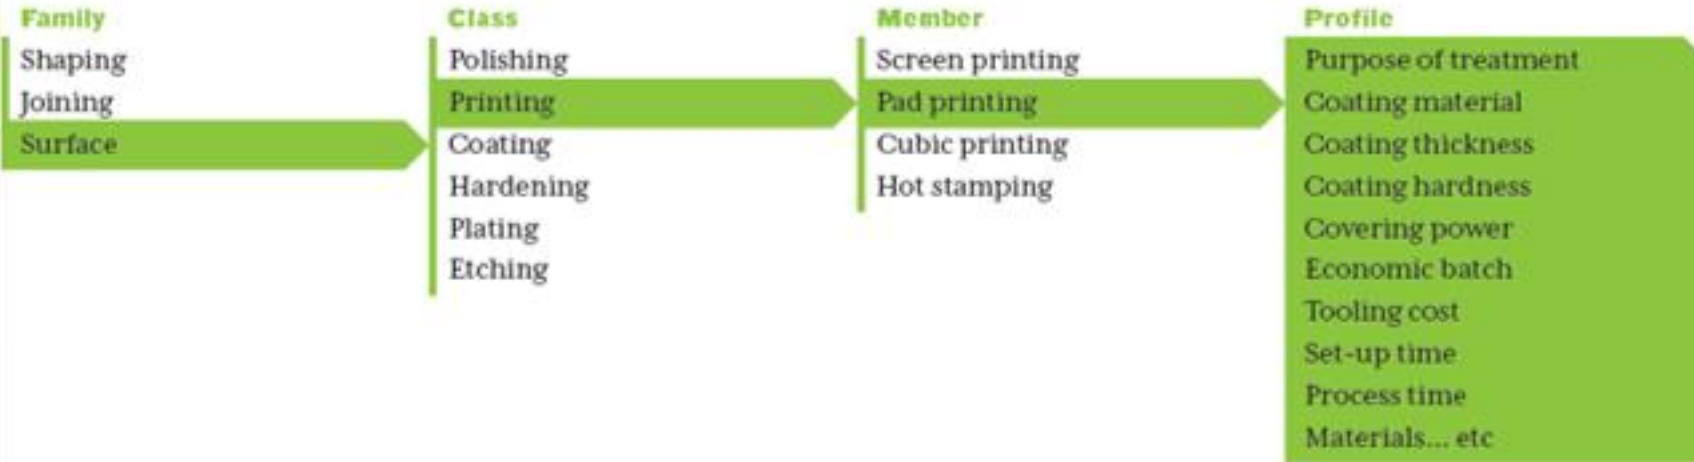 Family
Shaping
Joining
Surface
Class
Polishing
Printing
Coating
Hardening
Plating
Etching
Member
Screen printing
Pad printing
Cubic printing
Hot stamping
Profile
Purpose of treatment
Coating material
Coating thickness
Coating hardness
Covering power
Economic batch
Tooling cost
Set-up time
Process time
Materials... etc